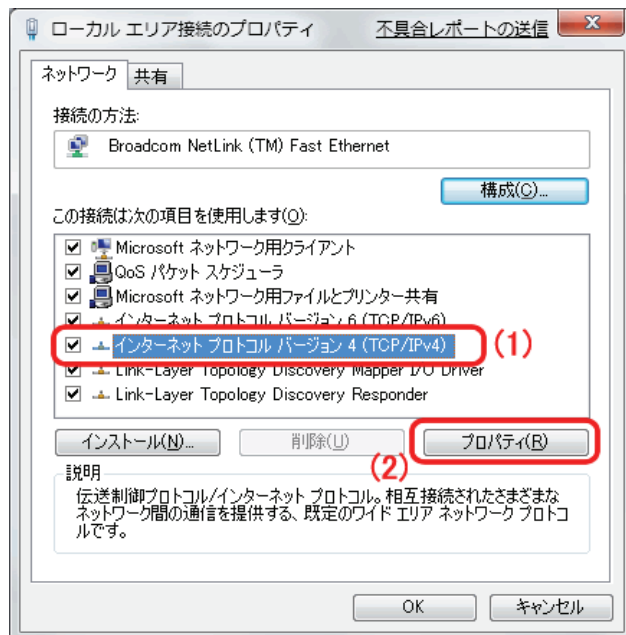 ローカル エリア接続のプロパティ 不具合レポートの送信
ネットワーク 共有
接続の方法:
Broadcom NetLink (TM) Fast Ethernet
構成(C)...
この接続は次の項目を使用します(O):
Microsoft ネットワーク用クライアント
QoS パケット スケジューラ
Microsoft ネットワーク用ファイルとプリンター共有
インターネット プロトコル バージョン 6 (TCP/IPv6)
インターネット プロトコル バージョン 4 (TCP/IPv4) (1)
Link-Layer Topology Discovery Mapper I/O Driver
Link-Layer Topology Discovery Responder
インストール(N)... 削除(U) プロパティ(R)
(2)
説明
伝送制御プロトコル/インターネット プロトコル。相互接続されたさまざまな
ネットワーク間の通信を提供する、既定のワイド エリア ネットワーク プロトコ
ルです。
OK キャンセル